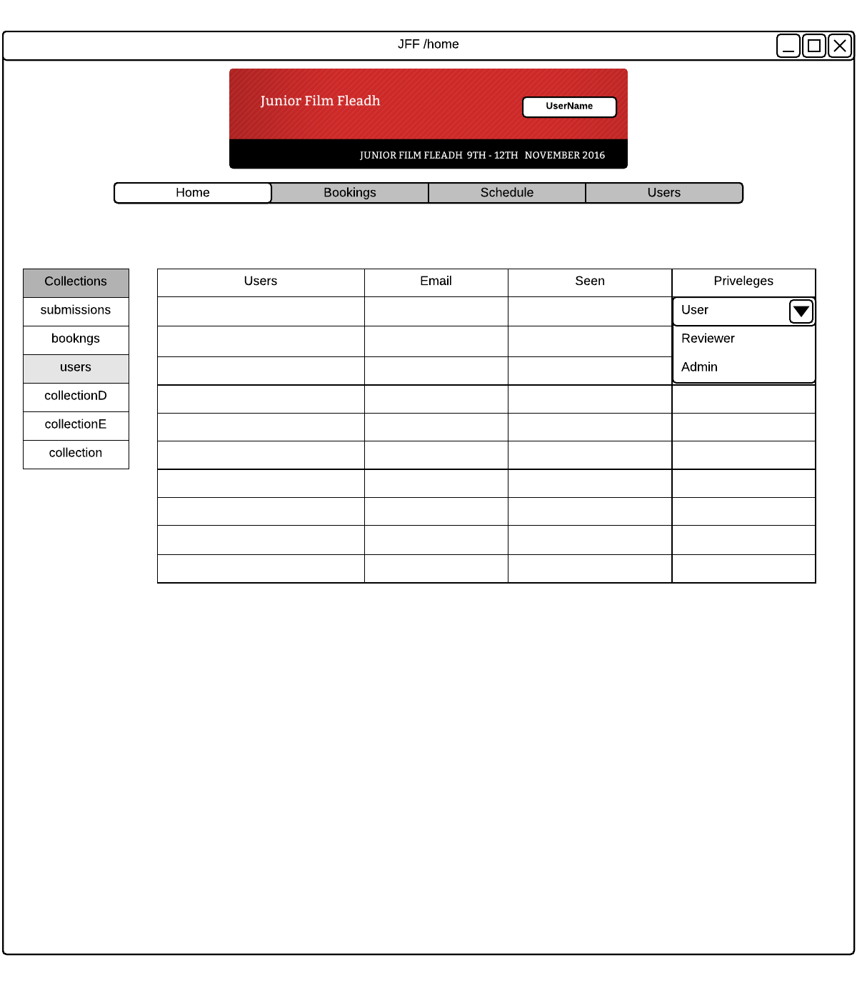 JFF /home
Junior Film Fleadh
UserName
JUNIOR FILM FLEADH 9TH - 12TH NOVEMBER 2016
Home Bookings Schedule Users
Collections
submissions
bookngs
users
collectionD
collectionE
collection
Users Email Seen Priveleges
User
Reviewer
Admin